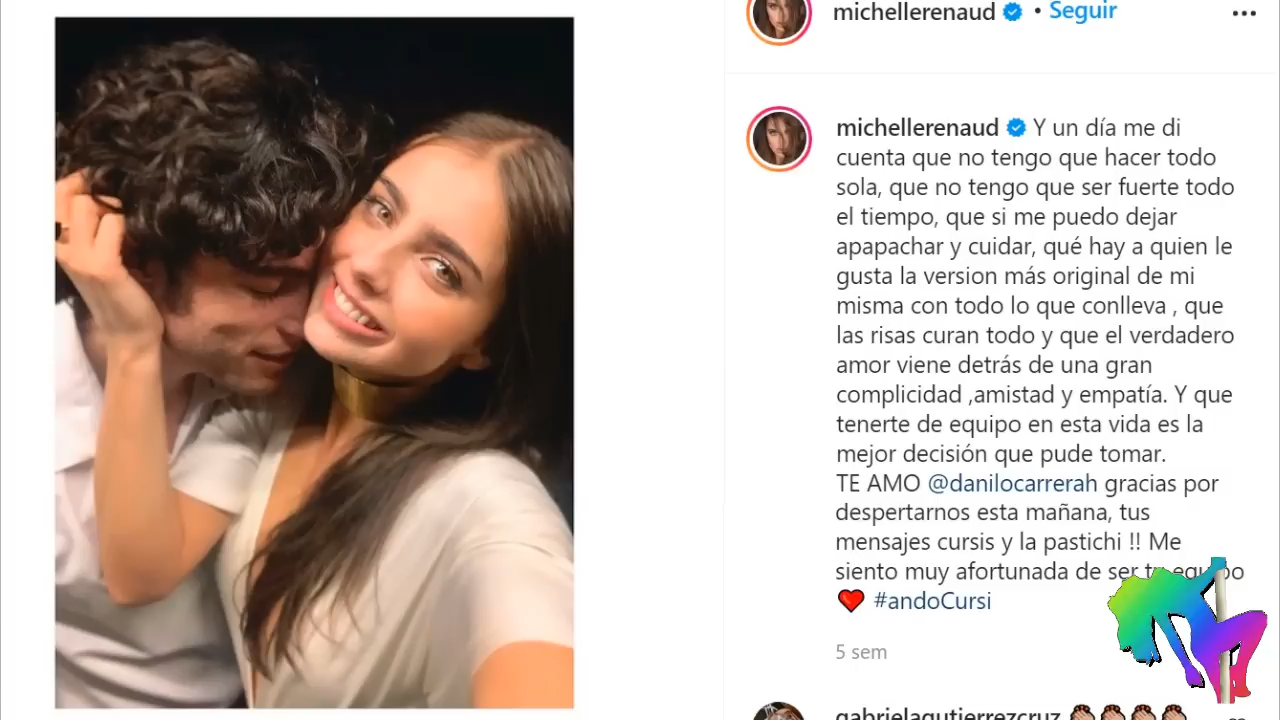 michellerenaud • Seguir
michellerenaud Y un día me di
cuenta que no tengo que hacer todo
sola, que no tengo que ser fuerte todo
el tiempo, que si me puedo dejar
apapachar y cuidar, qué hay a quien le
gusta la version más original de mi
misma con todo lo que conlleva , que
las risas curan todo y que el verdadero
amor viene detrás de una gran
complicidad ,amistad y empatía. Y que
tenerte de equipo en esta vida es la
mejor decisión que pude tomar.
TE AMO @danilocarrerah gracias por
despertarnos esta mañana, tus
mensajes cursis y la pastichi !! Me
siento muy afortunada de ser tu equipo
❤️ #andoCursi
5 sem
gabrielagutierrezcruz